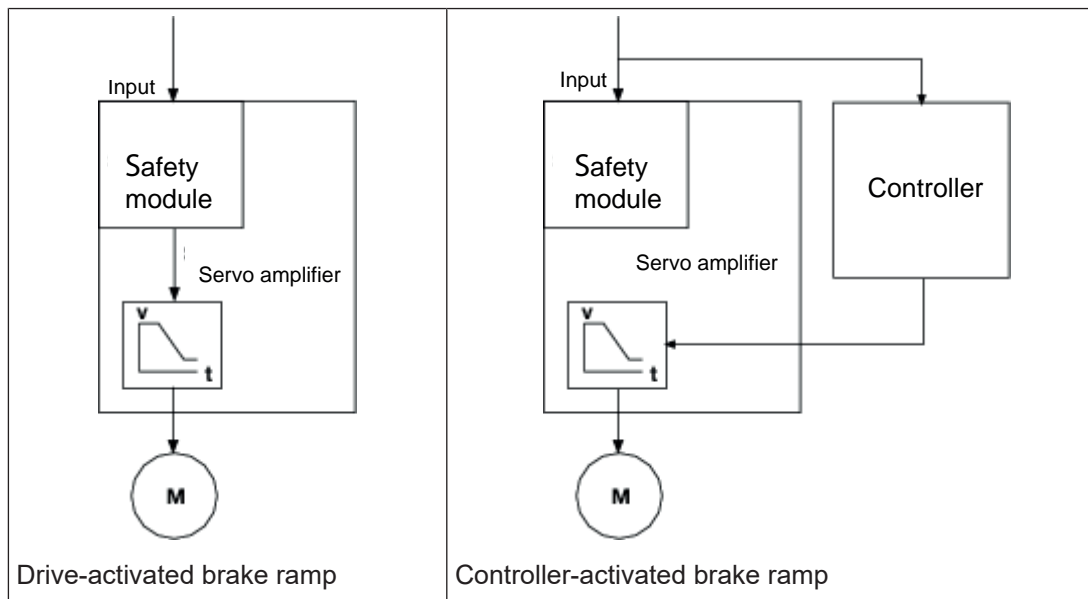 Input
Safety
module
Servo amplifier
v
t
M
Drive-activated brake ramp
Input
Safety
module
Controller
Servo amplifier
v
t
M
Controller-activated brake ramp